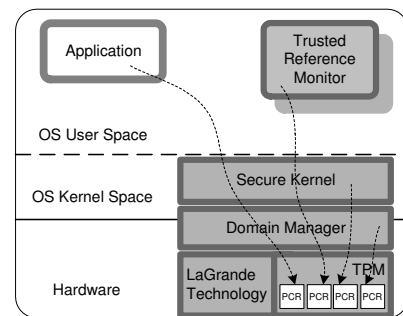 Application
Trusted
Reference
Monitor
OS User Space
OS Kernel Space
Secure Kernel
Domain Manager
Hardware
LaGrande
Technology
TPM
PCR PCR PCR PCR